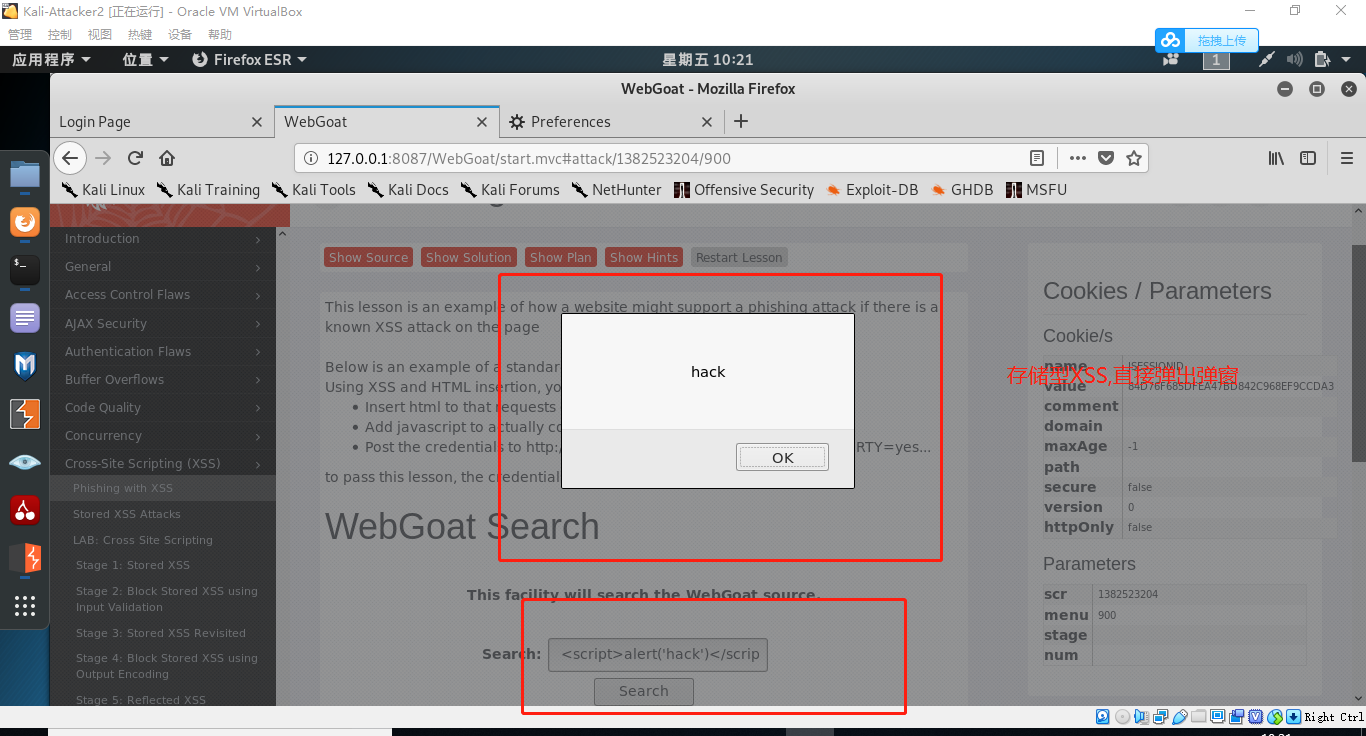 Kali-Attacker2 [正在运行] - Oracle VM VirtualBox
管理 控制 视图 热键 设备 帮助
拖拽上传
应用程序 位置 Firefox ESR 星期五 10:21 1
WebGoat - Mozilla Firefox
Login Page WebGoat Preferences
127.0.0.1:8087/WebGoat/start.mvc#attack/1382523204/900
Kali Linux Kali Training Kali Tools Kali Docs Kali Forums NetHunter Offensive Security Exploit-DB GHDB MSFU
Introduction
General
Access Control Flaws
AJAX Security
Authentication Flaws
Buffer Overflows
Code Quality
Concurrency
Cross-Site Scripting (XSS)
Phishing with XSS
Stored XSS Attacks
LAB: Cross Site Scripting
Stage 1: Stored XSS
Stage 2: Block Stored XSS using
Input Validation
Stage 3: Stored XSS Revisited
Stage 4: Block Stored XSS using
Output Encoding
Stage 5: Reflected XSS
Show Source Show Solution Show Plan Show Hints Restart Lesson
This lesson is an example of how a website might support a phishing attack if there is a
known XSS attack on the page
Below is an example of a standar
Using XSS and HTML insertion, yo
Insert html to that requests
Add javascript to actually co
Post the credentials to http:/ RTY=yes...
to pass this lesson, the credential
hack
OK
WebGoat Search
This facility will search the WebGoat source.
Search: <script>alert('hack')</scrip
Search
Cookies / Parameters
Cookie/s
name JSESSIONID
存储型XSS,直接弹出弹窗
value 84D76F685DFEA47BD842C968EF9CCDA3
comment
domain
maxAge -1
path
secure false
version 0
httpOnly false
Parameters
scr 1382523204
menu 900
stage
num
Right Ctrl